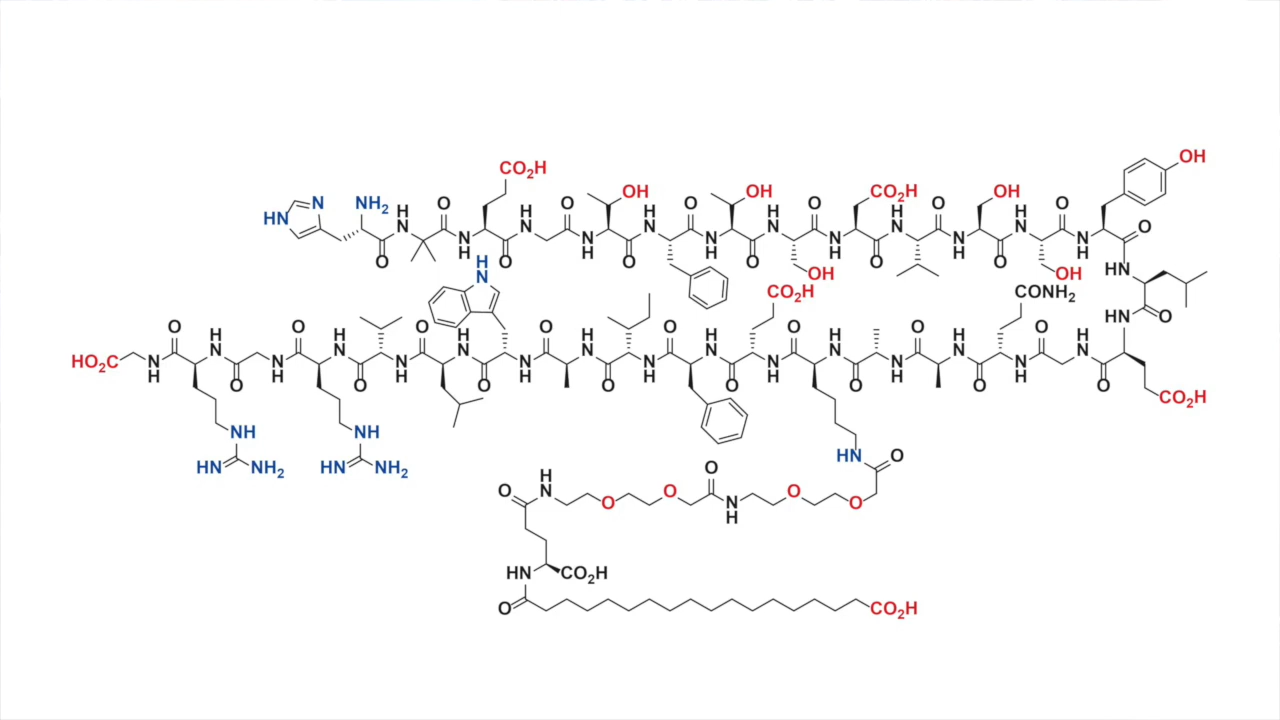 OH
CO₂H
OH OH CO₂H OH
N NH₂ H O H O H O H O H O H O
HN N N N N N N H O
O N O N O N O N O N O N
H H H H H H
H O OH O O OH HN
N CO₂H CONH₂
HN O
O H O H O H O H O H O H O H O H
HO₂C N N N N N N N N
N O N O N O N O N O N O N O N O
H H H H H H H H
CO₂H
NH NH
HN NH₂ HN NH₂
HN O
O H O O O
N O N O
H
HN CO₂H
O CO₂H